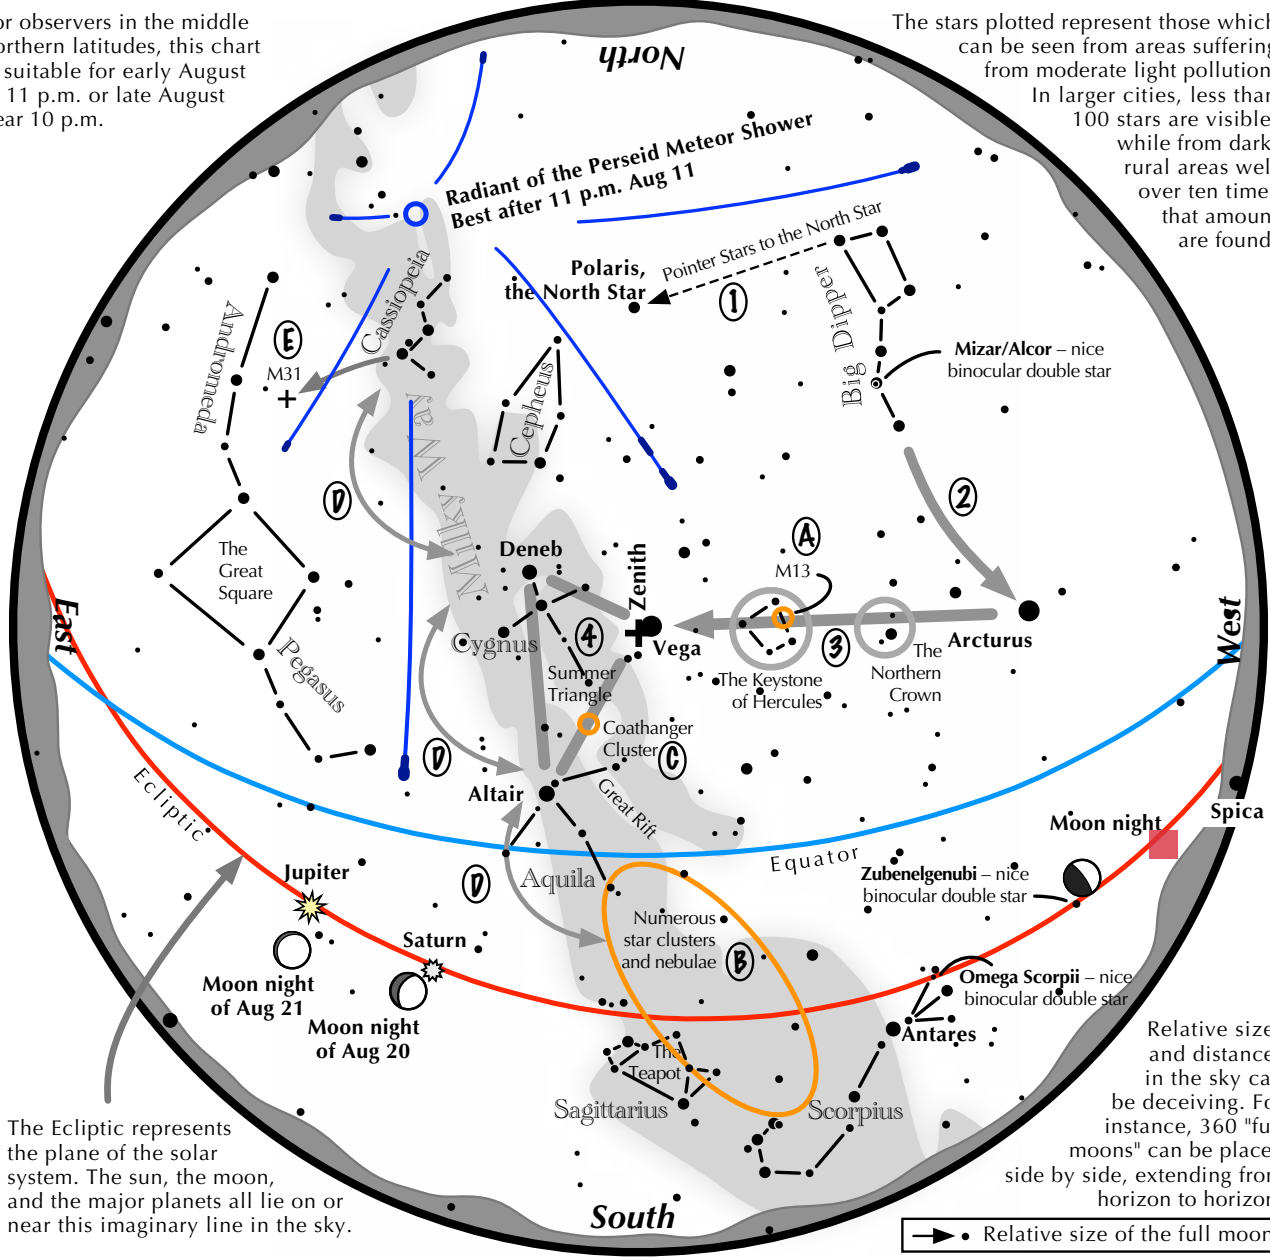 or observers in the middle
orthern latitudes, this chart
suitable for early August
11 p.m. or late August
ear 10 p.m.
The stars plotted represent those which
can be seen from areas suffering
from moderate light pollution
In larger cities, less than
100 stars are visible
while from dark
rural areas wel
over ten time
that amoun
are found
North
Radiant of the Perseid Meteor Shower
Best after 11 p.m. Aug 11
Polaris,
the North Star
Pointer Stars to the North Star
1
Cassiopeia
Andromeda
E
M31
Cepheus
Big Dipper
Mizar/Alcor – nice
binocular double star
Milky Way
D
2
The
Great
Square
Deneb
Zenith
A
M13
East
Pegasus
Cygnus
4
Summer
Triangle
Vega
3
The Keystone
of Hercules
The
Northern
Crown
Arcturus
West
Coathanger
Cluster
C
D
Altair
Great Rift
Ecliptic
Equator
Spica
Moon night
Jupiter
D
Aquila
Zubenelgenubi – nice
binocular double star
Numerous
star clusters
and nebulae
B
Saturn
Moon night
of Aug 21
Moon night
of Aug 20
Omega Scorpii – nice
binocular double star
Antares
The
Teapot
Sagittarius
Scorpius
South
The Ecliptic represents
the plane of the solar
system. The sun, the moon,
and the major planets all lie on or
near this imaginary line in the sky.
Relative size
and distance
in the sky ca
be deceiving. Fo
instance, 360 "fu
moons" can be place
side by side, extending fro
horizon to horizon
Relative size of the full moon